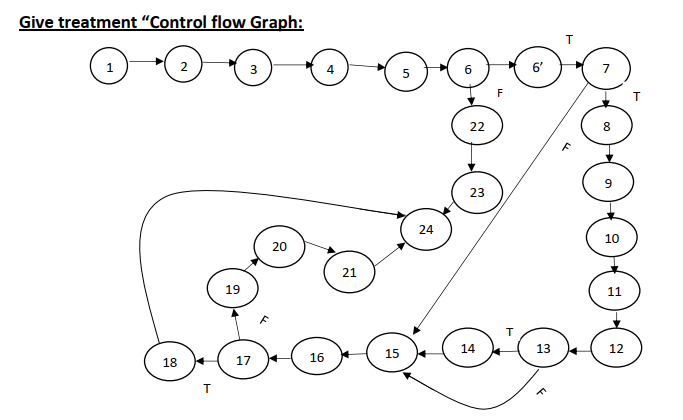 Give treatment “Control flow Graph:
T
1 2 3 4 5 6 6’ 7
F T
22 8
F
23 9
24 10
20
21
19 11
F
T
18 17 16 15 14 13 12
T
F